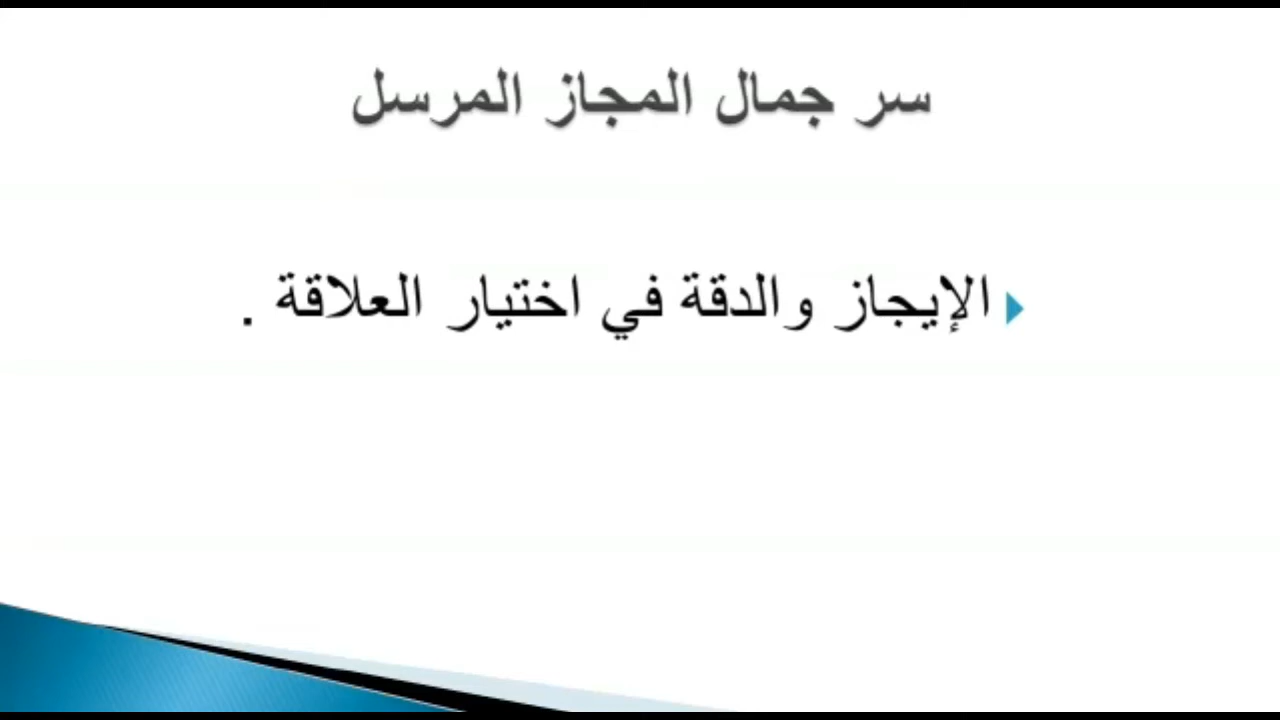 سر جمال المجاز المرسل
الإيجاز والدقة في اختيار العلاقة .